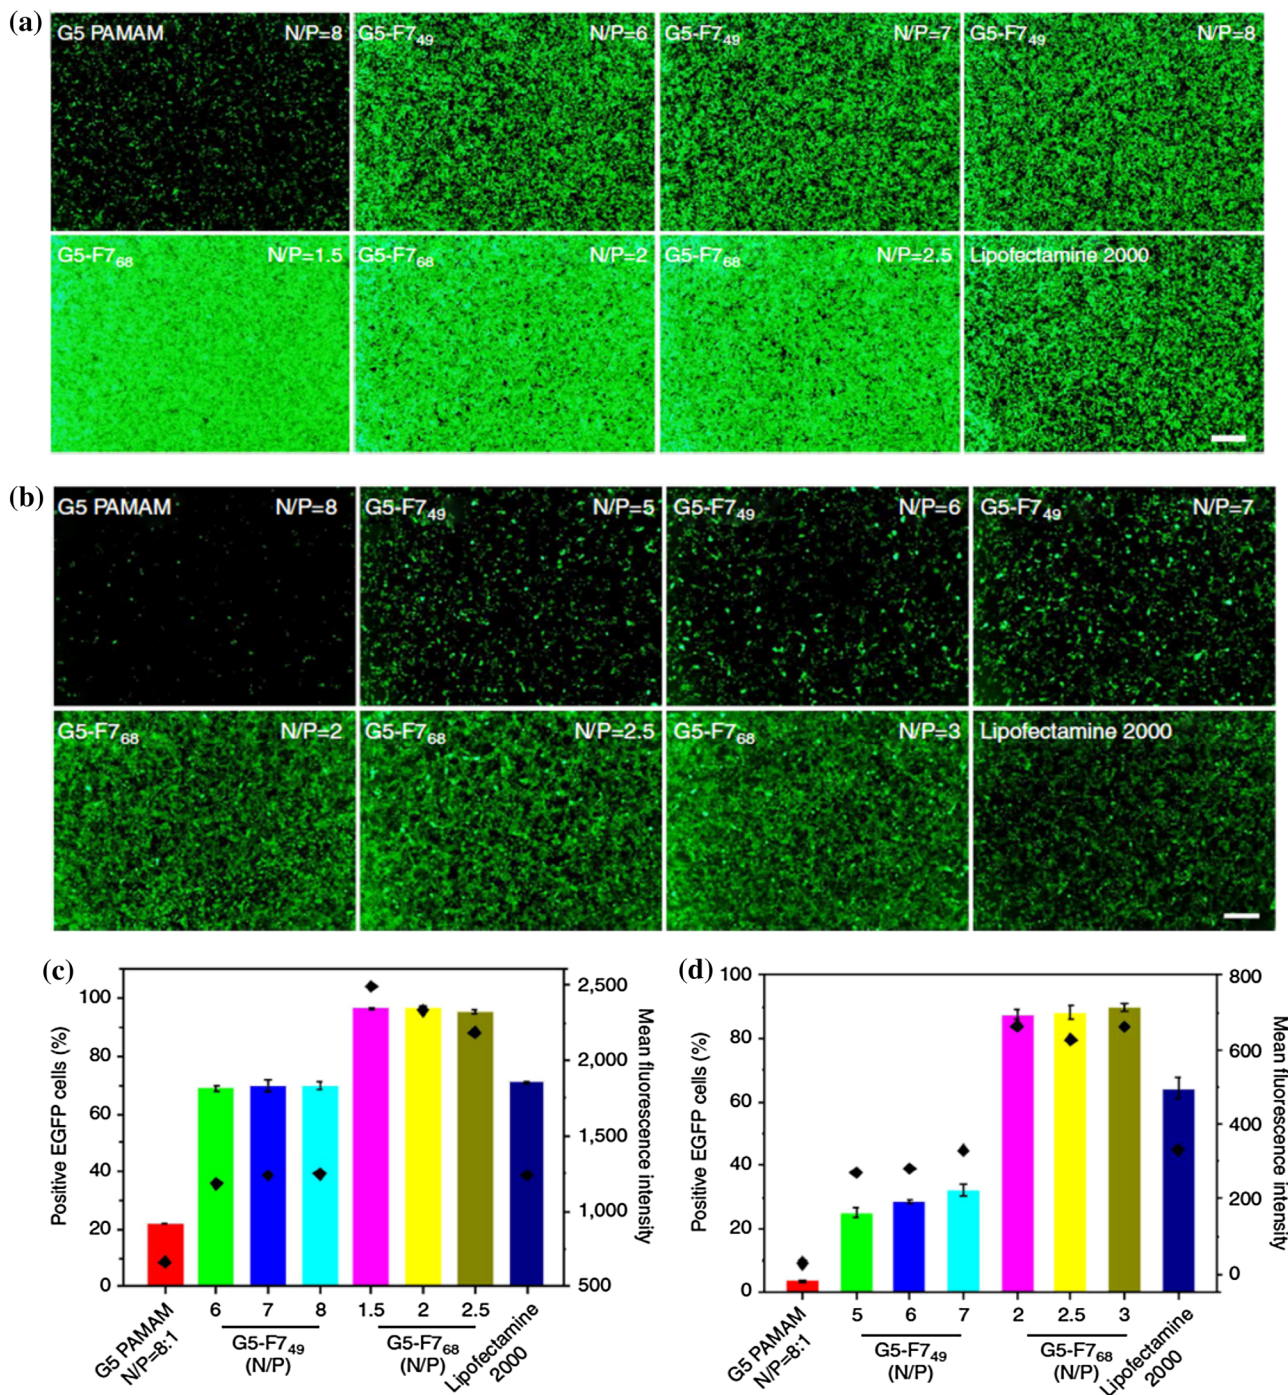 (a)
G5 PAMAM N/P=8
G5-F7₄₉ N/P=6
G5-F7₄₉ N/P=7
G5-F7₄₉ N/P=8
G5-F7₆₈ N/P=1.5
G5-F7₆₈ N/P=2
G5-F7₆₈ N/P=2.5
Lipofectamine 2000
(b)
G5 PAMAM N/P=8
G5-F7₄₉ N/P=5
G5-F7₄₉ N/P=6
G5-F7₄₉ N/P=7
G5-F7₆₈ N/P=2
G5-F7₆₈ N/P=2.5
G5-F7₆₈ N/P=3
Lipofectamine 2000
(c)
Positive EGFP cells (%)
100
80
60
40
20
0
2,500
2,000
1,500
1,000
500
Mean fluorescence intensity
G5 PAMAM
N/P=8:1
6 7 8
G5-F7₄₉
(N/P)
1.5 2 2.5
G5-F7₆₈
(N/P)
Lipofectamine
2000
(d)
Positive EGFP cells (%)
100
80
60
40
20
0
800
600
400
200
0
Mean fluorescence intensity
G5 PAMAM
N/P=8:1
5 6 7
G5-F7₄₉
(N/P)
2 2.5 3
G5-F7₆₈
(N/P)
Lipofectamine
2000